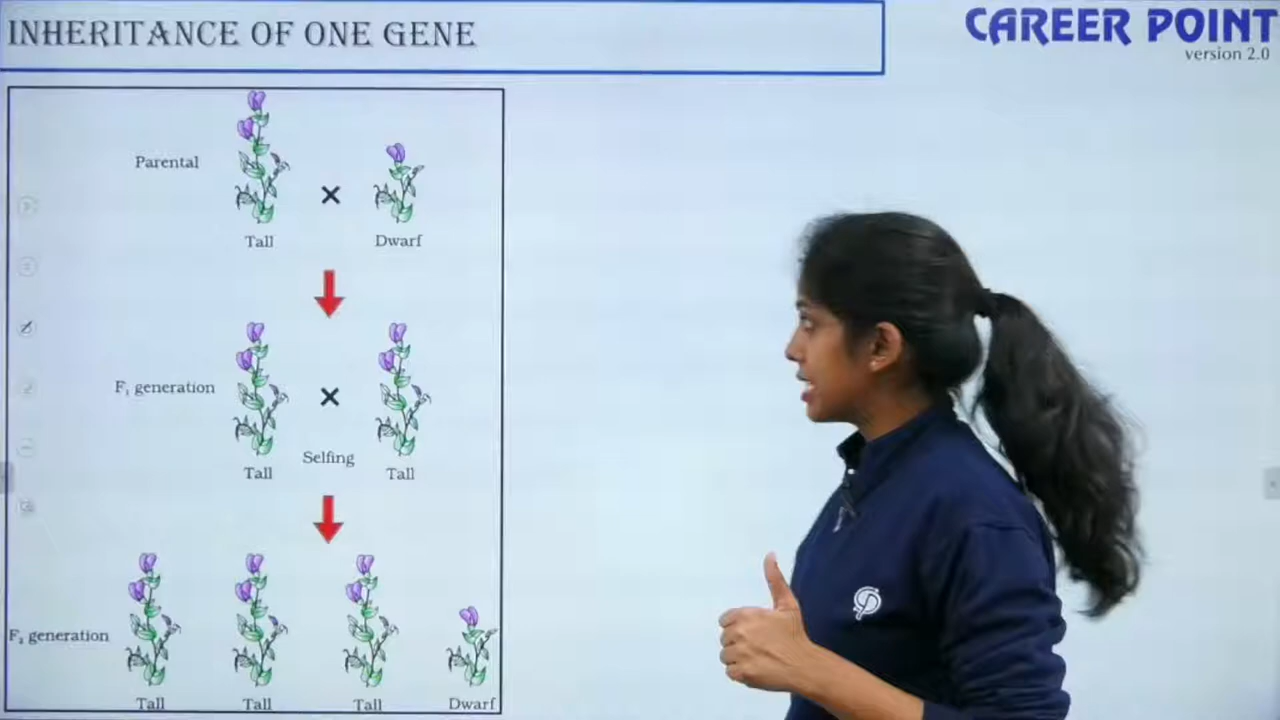 INHERITANCE OF ONE GENE
CAREER POINT
version 2.0
Parental
×
Tall
Dwarf
F₁ generation
×
Selfing
Tall
Tall
F₂ generation
Tall
Tall
Tall
Dwarf